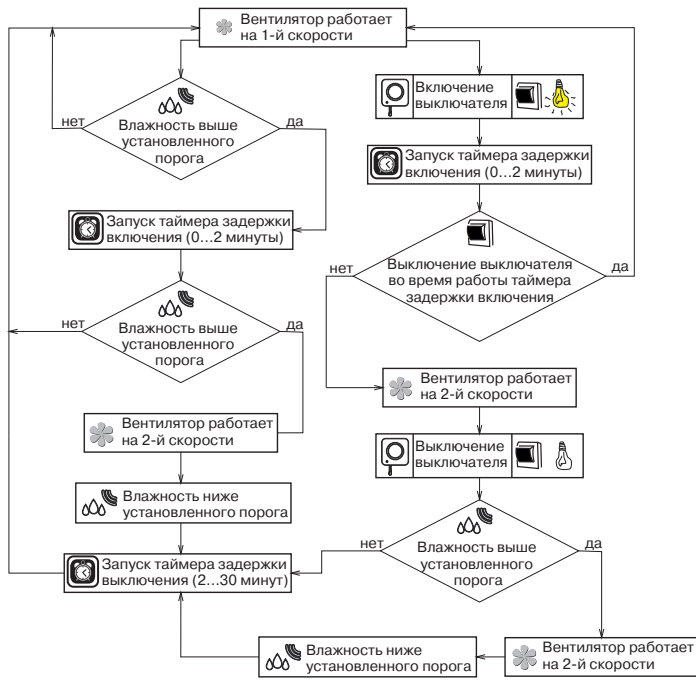 Вентилятор работает
на 1-й скорости
Влажность выше
установленного
порога
нет
да
Включение
выключателя
Запуск таймера задержки
включения (0...2 минуты)
Запуск таймера задержки
включения (0...2 минуты)
Выключение выключателя
во время работы таймера
задержки включения
нет
да
Влажность выше
установленного
порога
нет
да
Вентилятор работает
на 2-й скорости
Вентилятор работает
на 2-й скорости
Выключение
выключателя
Влажность ниже
установленного порога
Влажность выше
установленного
порога
нет
да
Запуск таймера задержки
выключения (2...30 минут)
Влажность ниже
установленного порога
Вентилятор работает
на 2-й скорости